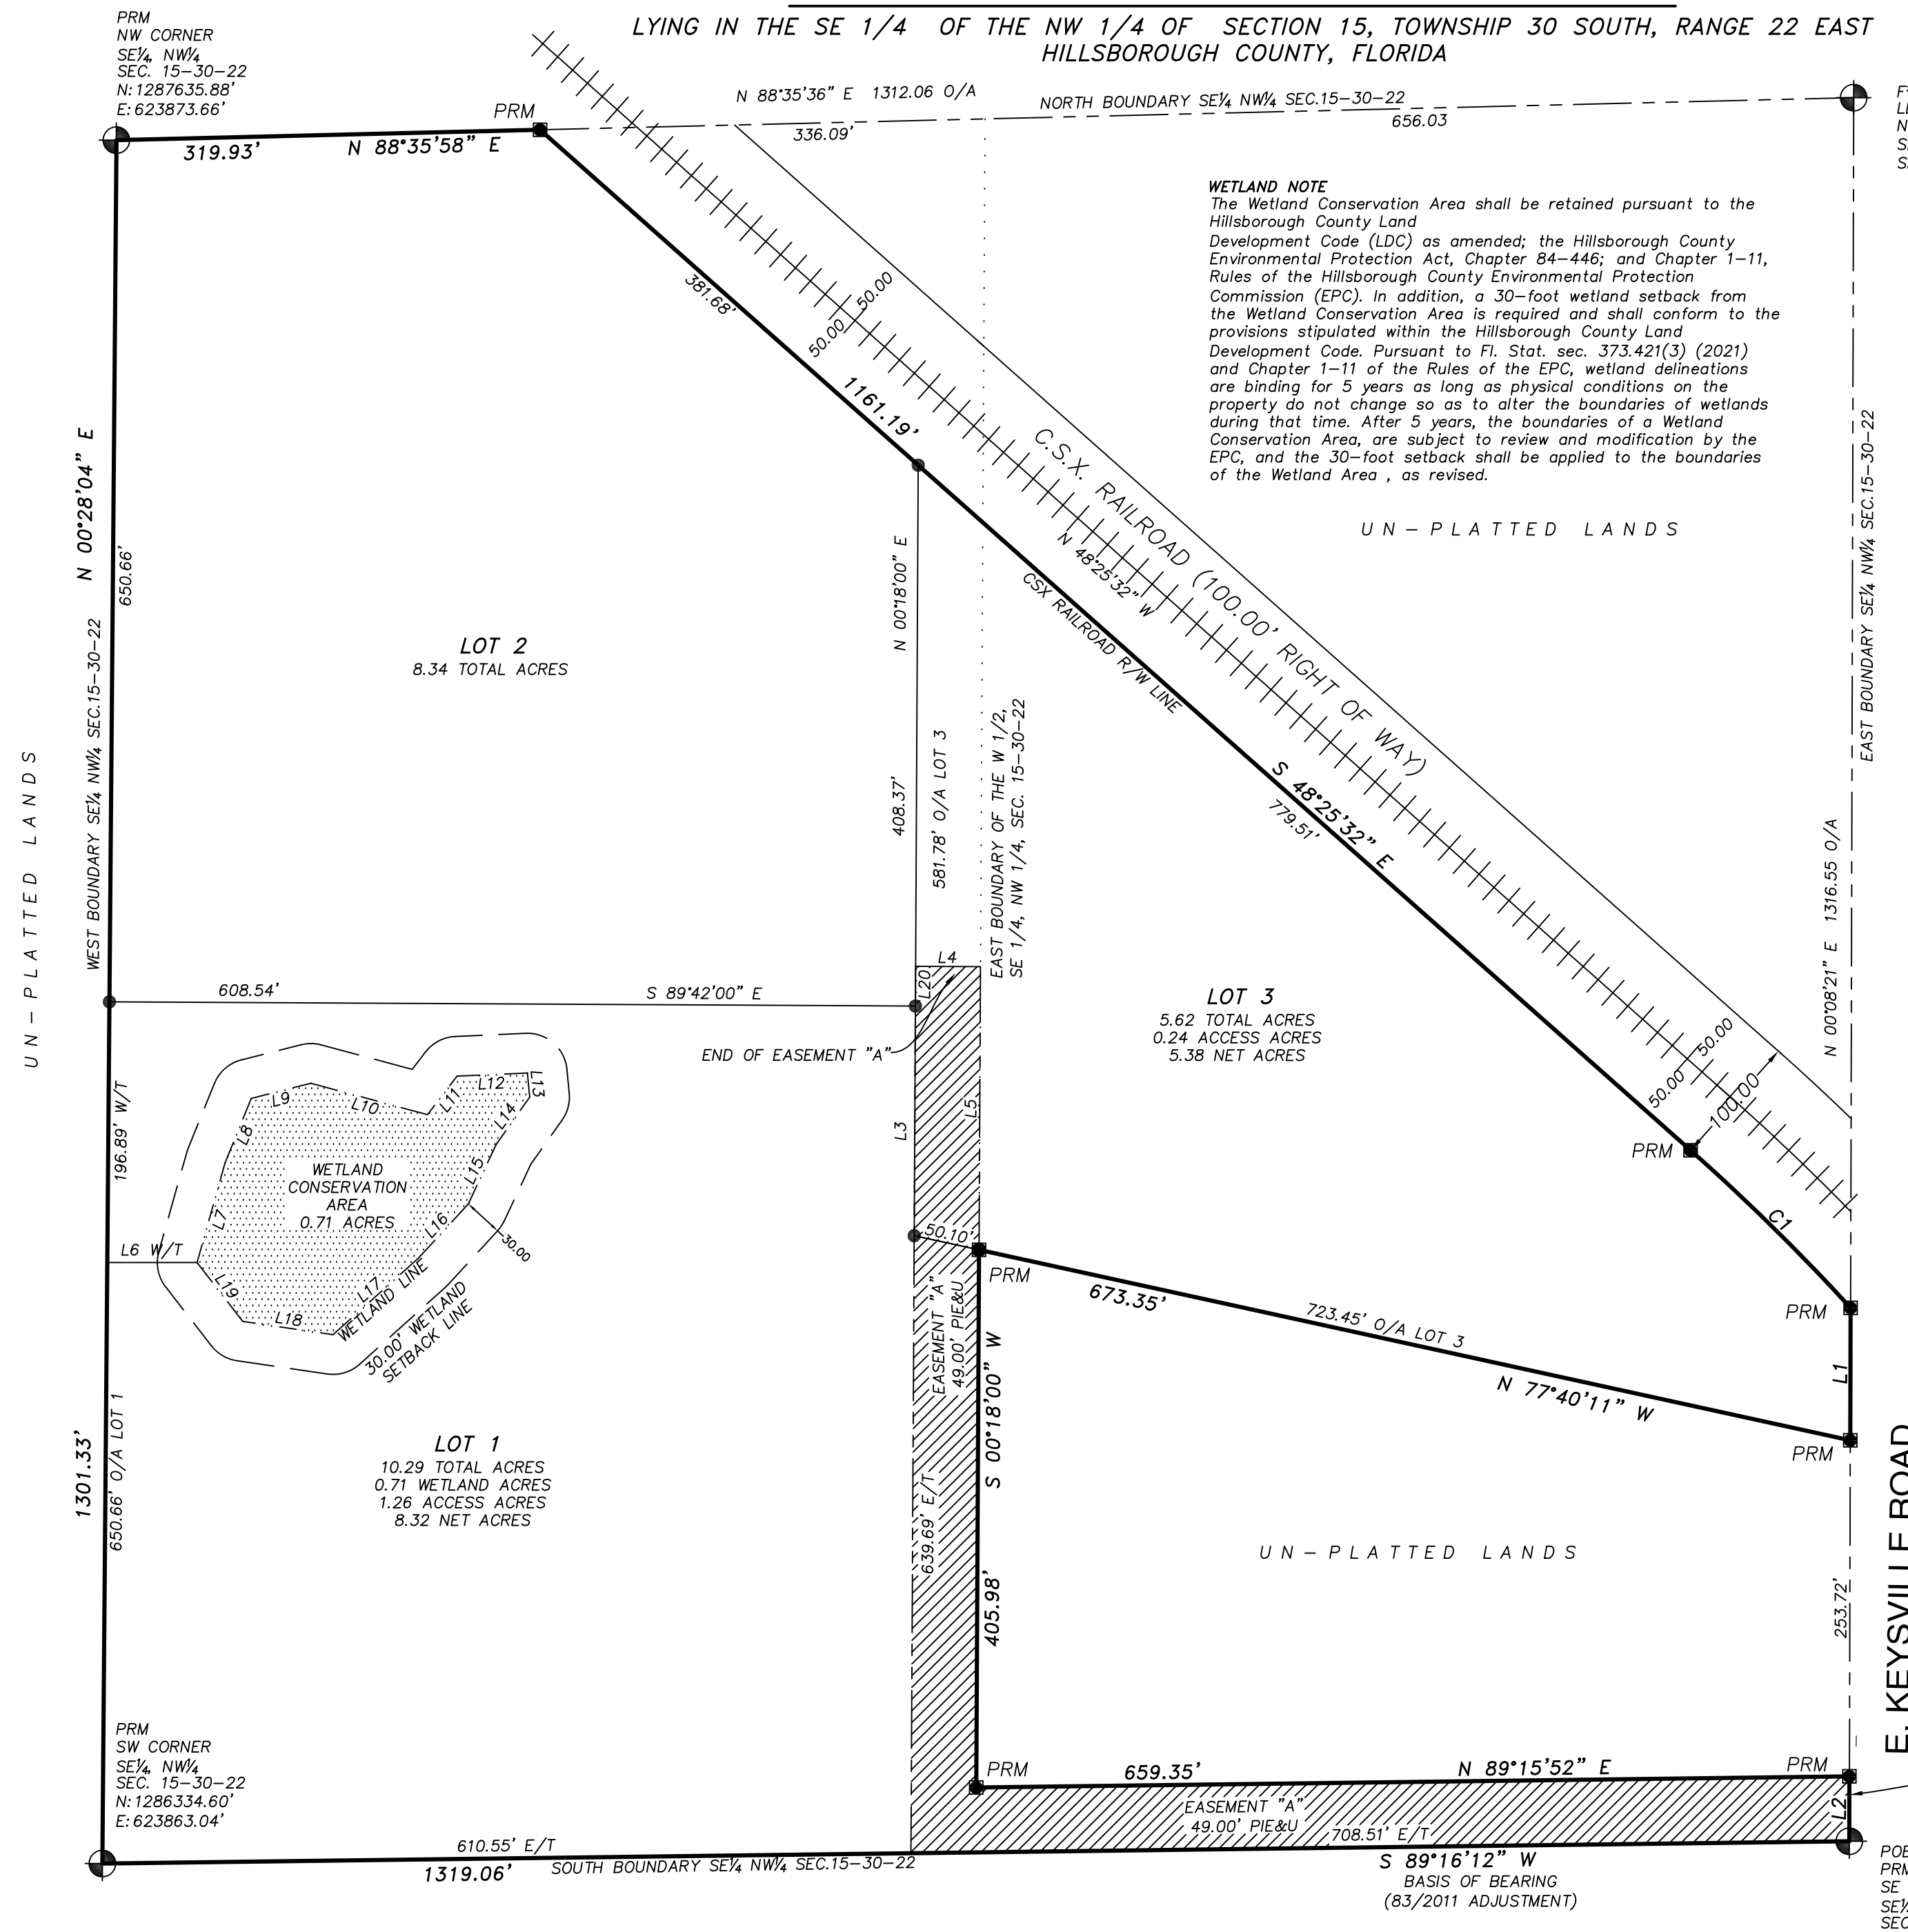 LYING IN THE SE 1/4 OF THE NW 1/4 OF SECTION 15, TOWNSHIP 30 SOUTH, RANGE 22 EAST
HILLSBOROUGH COUNTY, FLORIDA
PRM
NW CORNER
SE¼, NW¼
SEC. 15-30-22
N: 1287635.88'
E: 623873.66'
PRM
319.93'
N 88°35'58" E
N 88°35'36" E 1312.06 O/A
336.09'
NORTH BOUNDARY SE¼ NW¼ SEC.15-30-22
656.03
WETLAND NOTE
The Wetland Conservation Area shall be retained pursuant to the
Hillsborough County Land
Development Code (LDC) as amended; the Hillsborough County
Environmental Protection Act, Chapter 84-446; and Chapter 1-11,
Rules of the Hillsborough County Environmental Protection
Commission (EPC). In addition, a 30-foot wetland setback from
the Wetland Conservation Area is required and shall conform to the
provisions stipulated within the Hillsborough County Land
Development Code. Pursuant to Fl. Stat. sec. 373.421(3) (2021)
and Chapter 1-11 of the Rules of the EPC, wetland delineations
are binding for 5 years as long as physical conditions on the
property do not change so as to alter the boundaries of wetlands
during that time. After 5 years, the boundaries of a Wetland
Conservation Area, are subject to review and modification by the
EPC, and the 30-foot setback shall be applied to the boundaries
of the Wetland Area , as revised.
UN-PLATTED LANDS
381.68'
50.00
50.00
1161.19'
C.S.X. RAILROAD (100.00' RIGHT OF WAY)
N 48°25'32" W
CSX RAILROAD R/W LINE
S 48°25'32" E
779.51'
EAST BOUNDARY SE¼ NW¼ SEC.15-30-22
N 00°08'21" E 1316.55 O/A
N 00°28'04" E
650.66'
WEST BOUNDARY SE¼ NW¼ SEC.15-30-22
UN-PLATTED LANDS
LOT 2
8.34 TOTAL ACRES
N 00°18'00" E
408.37'
581.78' O/A LOT 3
EAST BOUNDARY OF THE W 1/2,
SE 1/4, NW 1/4, SEC. 15-30-22
L4
L20
608.54'
S 89°42'00" E
END OF EASEMENT "A"
LOT 3
5.62 TOTAL ACRES
0.24 ACCESS ACRES
5.38 NET ACRES
50.00
50.00
100.00'
PRM
C1
PRM
L1
PRM
196.89' W/T
L6 W/T
L7
L8
L9
L10
L11
L12
L13
L14
L15
L16
L17
L18
L19
WETLAND
CONSERVATION
AREA
0.71 ACRES
WETLAND LINE
30.00
30.00' WETLAND
SETBACK LINE
L3
L5
50.10'
PRM
673.35'
723.45' O/A LOT 3
N 77°40'11" W
EASEMENT "A"
49.00' PIE&U
S 00°18'00" W
639.69' E/T
405.98'
LOT 1
10.29 TOTAL ACRES
0.71 WETLAND ACRES
1.26 ACCESS ACRES
8.32 NET ACRES
1301.33'
650.66' O/A LOT 1
UN-PLATTED LANDS
253.72'
E. KEYSVILLE ROAD
PRM
SW CORNER
SE¼, NW¼
SEC. 15-30-22
N: 1286334.60'
E: 623863.04'
PRM
659.35'
N 89°15'52" E
PRM
L2
EASEMENT "A"
49.00' PIE&U
708.51' E/T
610.55' E/T
1319.06'
SOUTH BOUNDARY SE¼ NW¼ SEC.15-30-22
S 89°16'12" W
BASIS OF BEARING
(83/2011 ADJUSTMENT)
PRM
SE